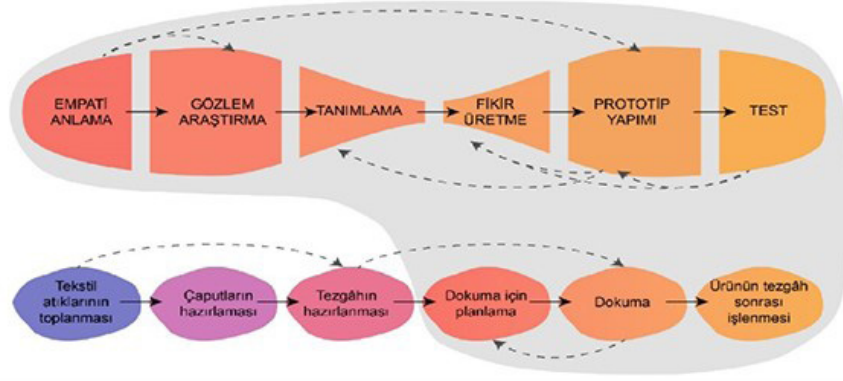 EMPATİ
ANLAMA
GÖZLEM
ARAŞTIRMA
TANIMLAMA
FİKİR
ÜRETME
PROTOTİP
YAPIMI
TEST
Tekstil
atıklarının
toplanması
Çaputların
hazırlaması
Tezgâhın
hazırlanması
Dokuma için
planlama
Dokuma
Ürünün tezgâh
sonrası
işlenmesi